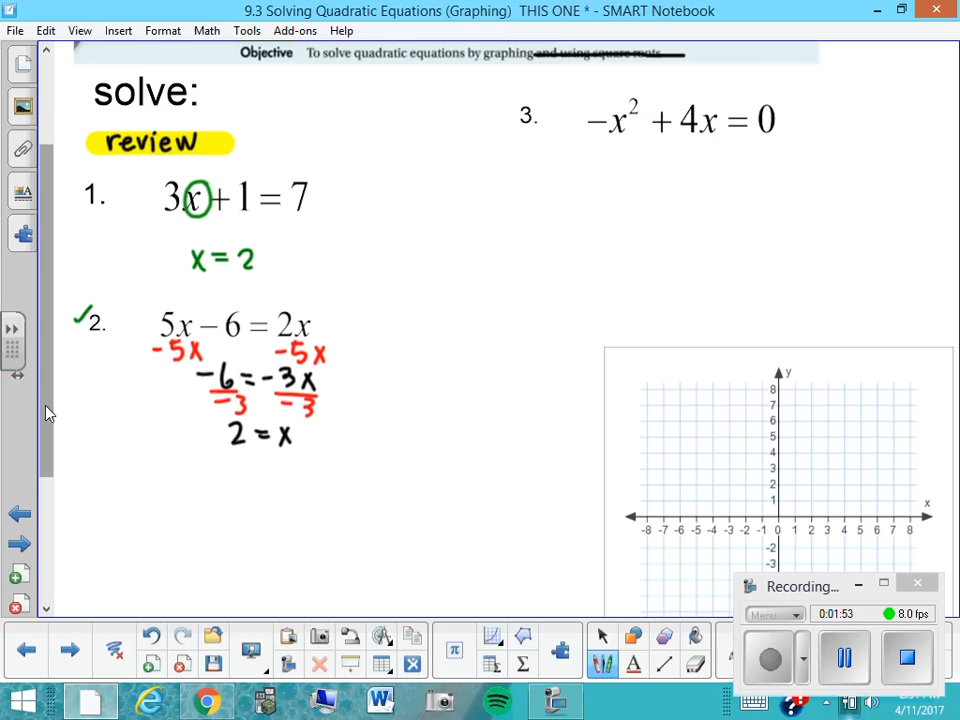 9.3 Solving Quadratic Equations (Graphing) THIS ONE * - SMART Notebook
File Edit View Insert Format Math Tools Add-ons Help
Objective To solve quadratic equations by graphing and using square roots
solve:
review
1. 3x + 1 = 7
x = 2
✓2. 5x − 6 = 2x
-5x -5x
-6 = -3x
-3 -3
2 = x
3. −x² + 4x = 0
y
8
7
6
5
4
3
2
1
x
-8 -7 -6 -5 -4 -3 -2 -1 0 1 2 3 4 5 6 7 8
-2
-3
Recording...
Menu 0:01:53 8.0 fps
4/11/2017